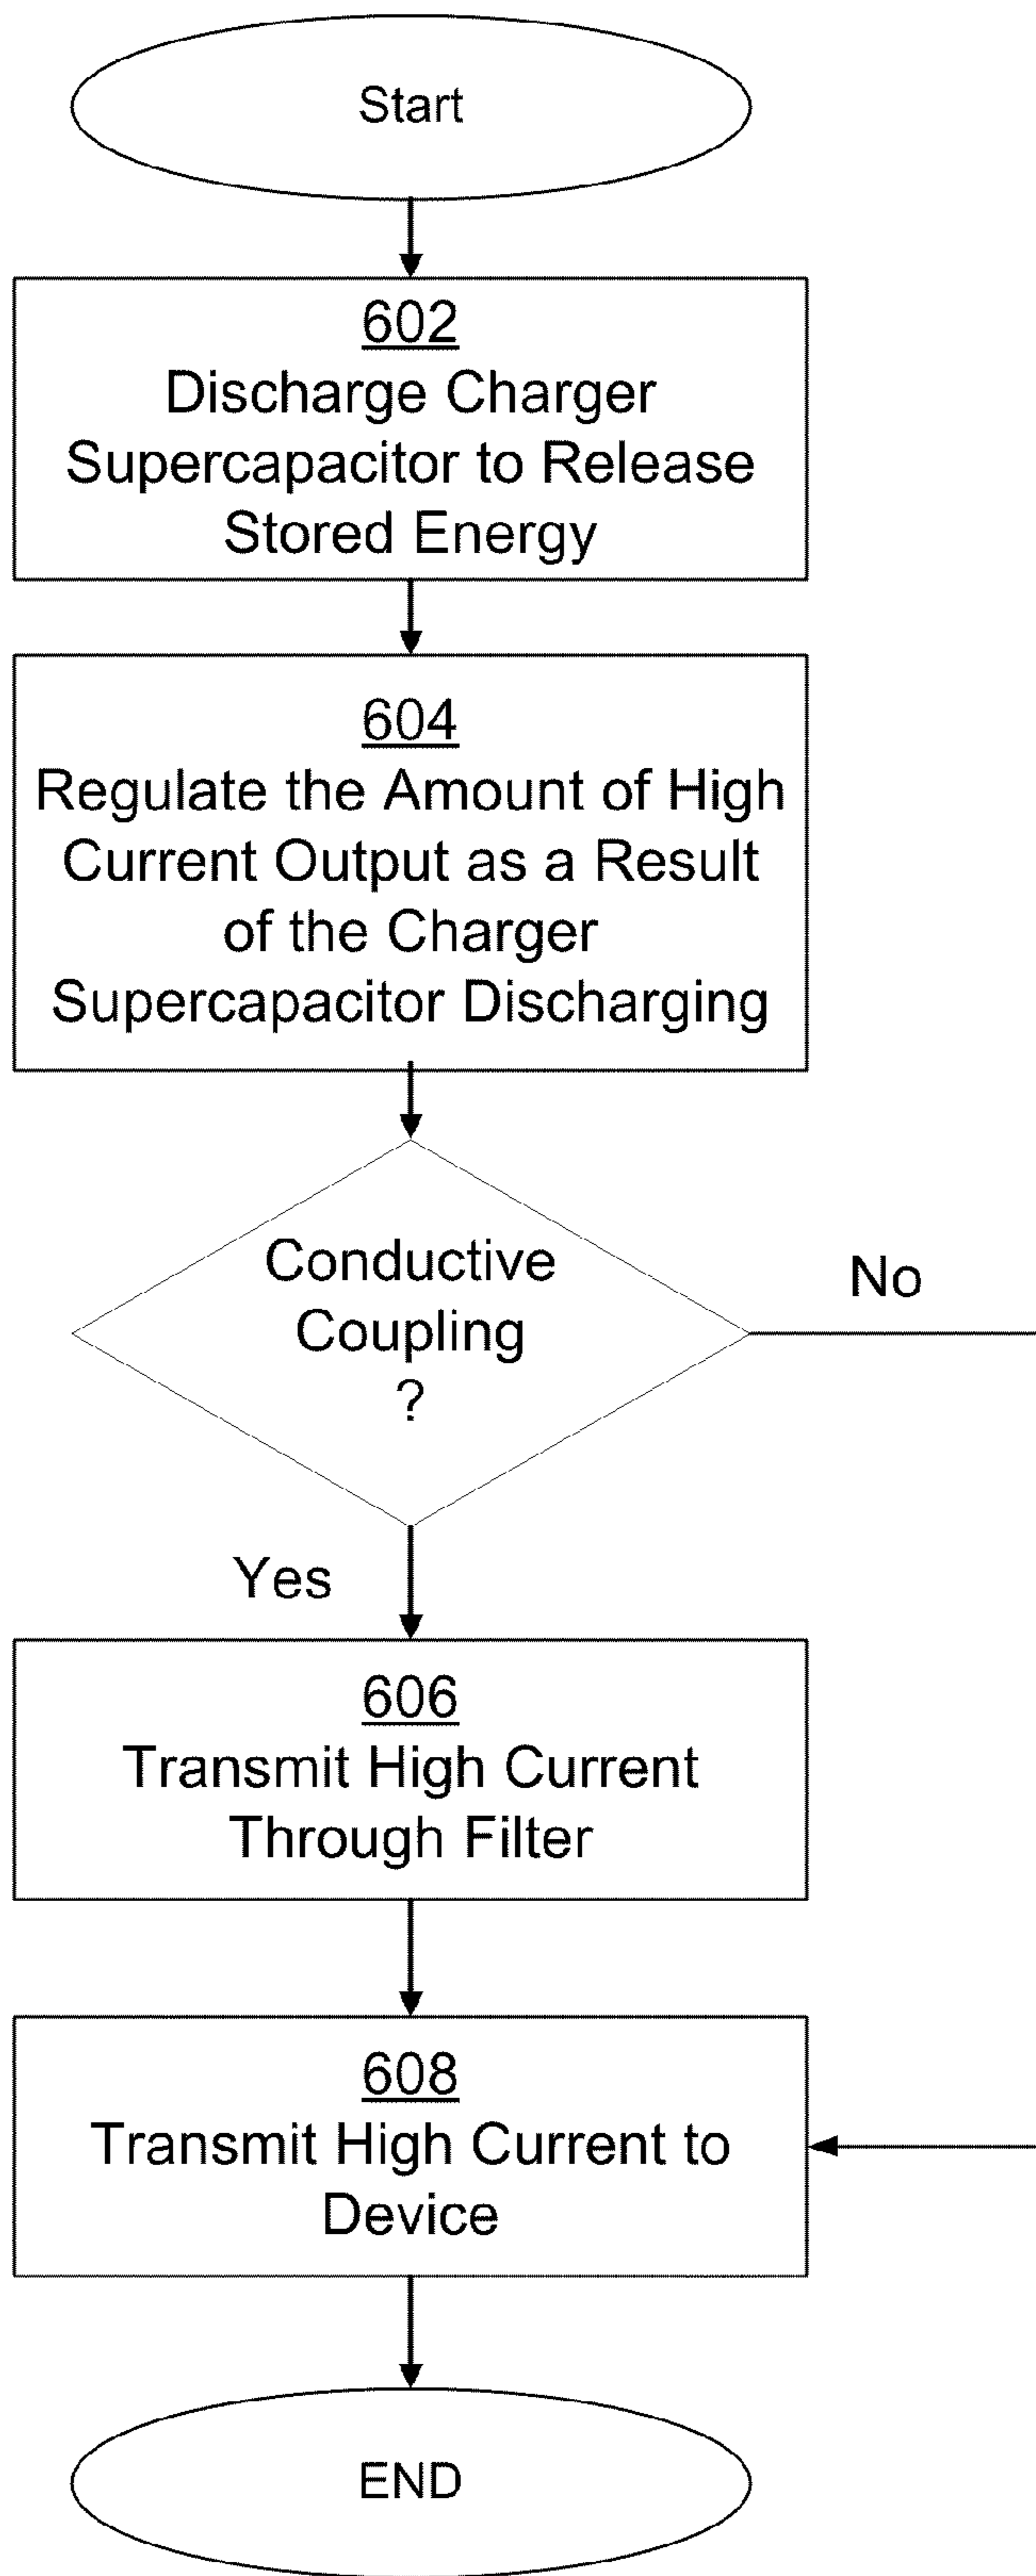 Start
602
Discharge Charger
Supercapacitor to Release
Stored Energy
604
Regulate the Amount of High
Current Output as a Result
of the Charger
Supercapacitor Discharging
Conductive
Coupling
?
No
Yes
606
Transmit High Current
Through Filter
608
Transmit High Current to
Device
END